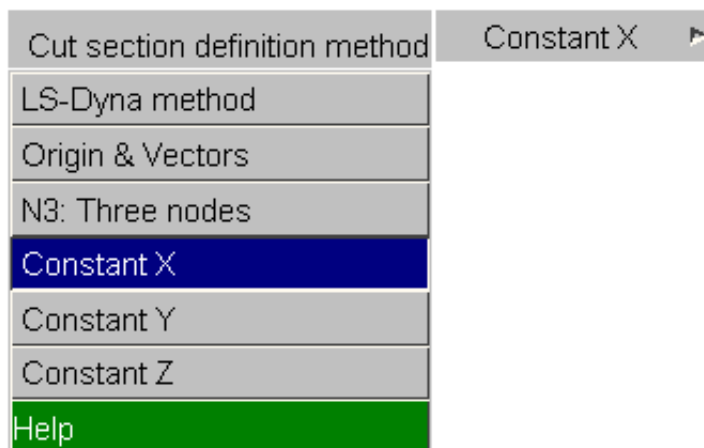 Cut section definition method
Constant X
LS-Dyna method
Origin & Vectors
N3: Three nodes
Constant X
Constant Y
Constant Z
Help